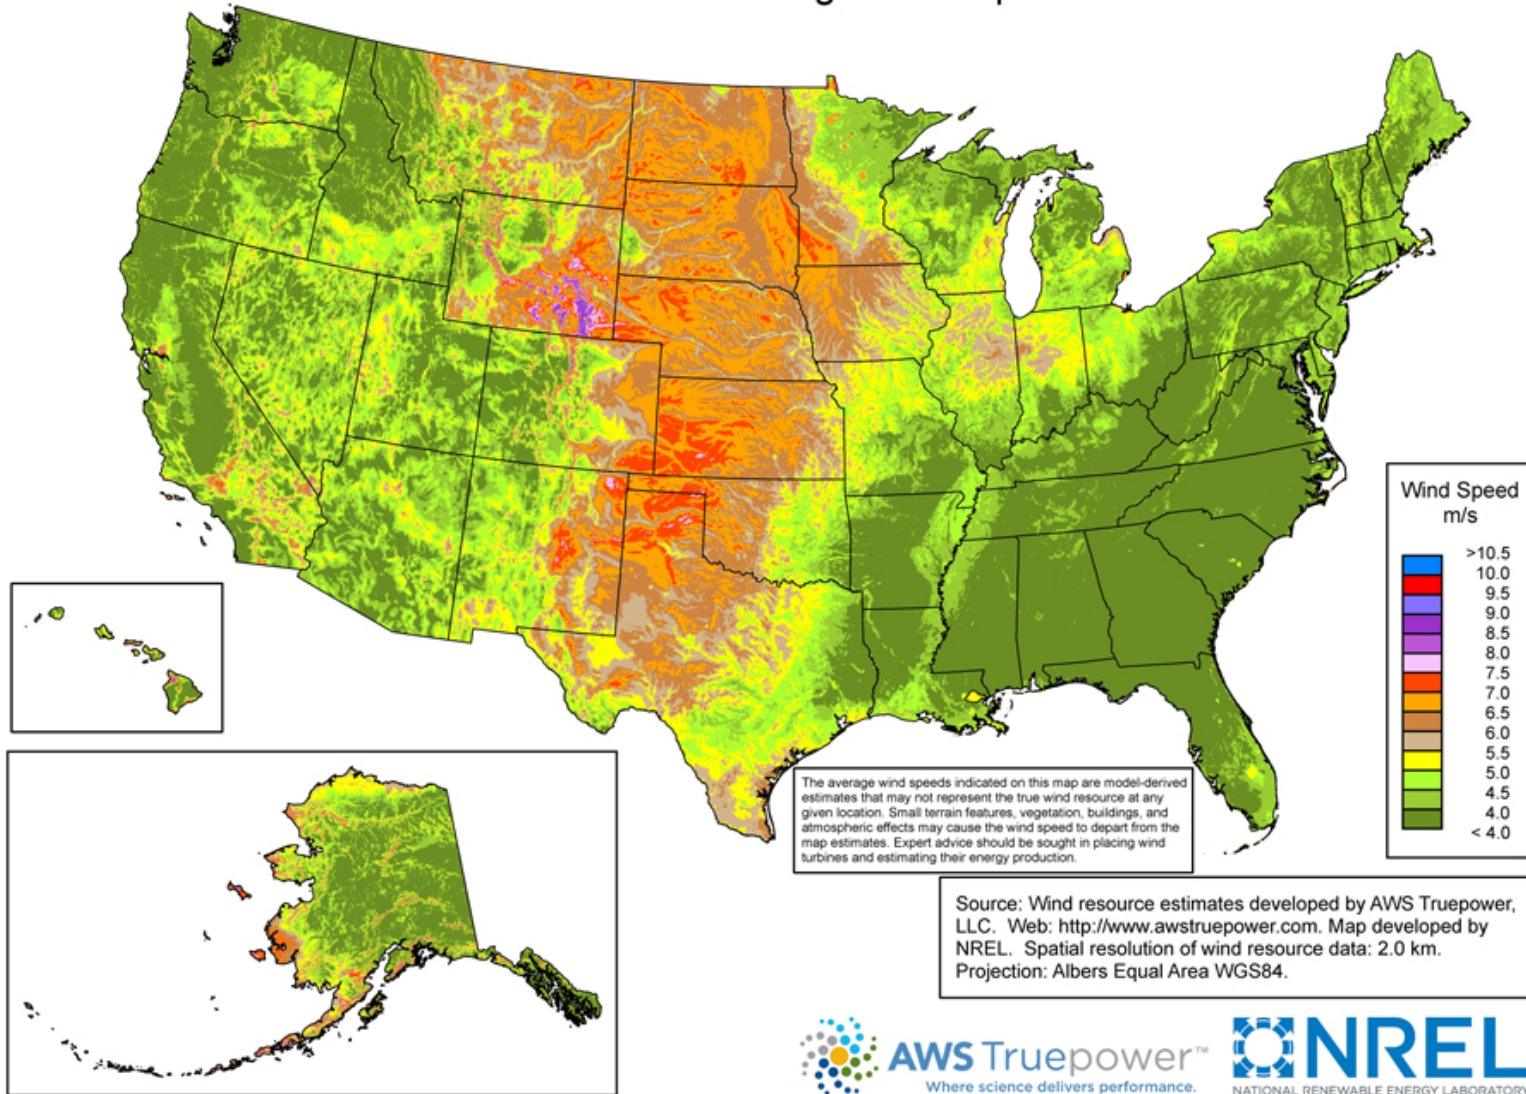 Wind Speed
m/s
>10.5
10.0
9.5
9.0
8.5
8.0
7.5
7.0
6.5
6.0
5.5
5.0
4.5
4.0
< 4.0
The average wind speeds indicated on this map are model-derived
estimates that may not represent the true wind resource at any
given location. Small terrain features, vegetation, buildings, and
atmospheric effects may cause the wind speed to depart from the
map estimates. Expert advice should be sought in placing wind
turbines and estimating their energy production.
Source: Wind resource estimates developed by AWS Truepower,
LLC. Web: http://www.awstruepower.com. Map developed by
NREL. Spatial resolution of wind resource data: 2.0 km.
Projection: Albers Equal Area WGS84.
AWS Truepower™
Where science delivers performance.
NREL
NATIONAL RENEWABLE ENERGY LABORATORY